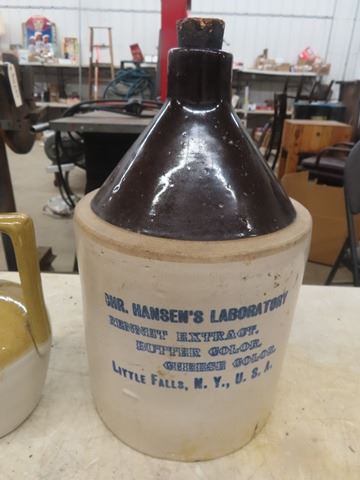 CHR. HANSEN'S LABORATORY
RENNET EXTRACT.
BUTTER COLOR.
CHEESE COLOR.
LITTLE FALLS, N. Y., U. S. A.